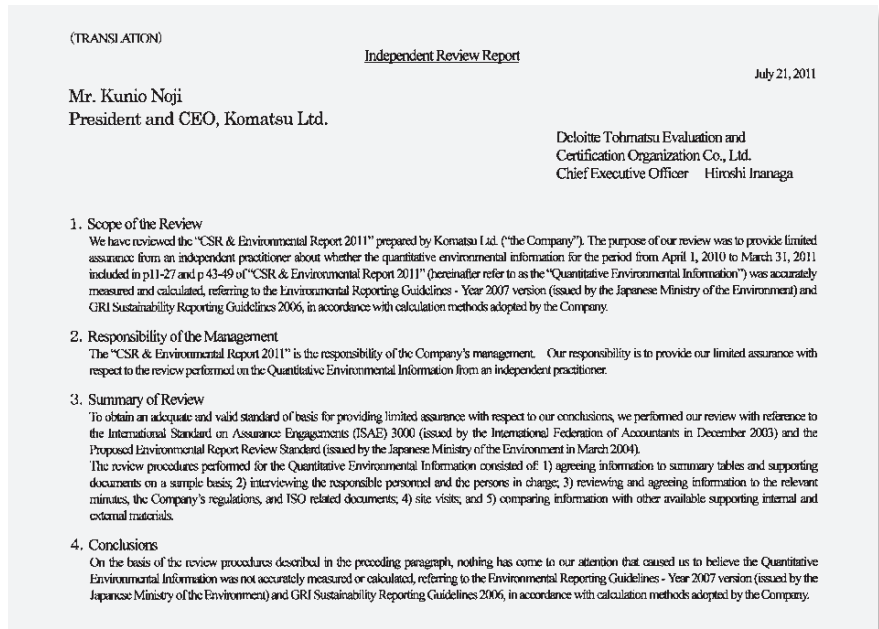 (TRANSLATION)
Independent Review Report
July 21, 2011
Mr. Kunio Noji
President and CEO, Komatsu Ltd.
Deloitte Tohmatsu Evaluation and
Certification Organization Co., Ltd.
Chief Executive Officer Hiroshi Inanaga
1. Scope of the Review
We have reviewed the "CSR & Environmental Report 2011" prepared by Komatsu Ltd. ("the Company"). The purpose of our review was to provide limited
assurance from an independent practitioner about whether the quantitative environmental information for the period from April 1, 2010 to March 31, 2011
included in p11-27 and p 43-49 of "CSR & Environmental Report 2011" (hereinafter refer to as the "Quantitative Environmental Information") was accurately
measured and calculated, referring to the Environmental Reporting Guidelines - Year 2007 version (issued by the Japanese Ministry of the Environment) and
GRI Sustainability Reporting Guidelines 2006, in accordance with calculation methods adopted by the Company.
2. Responsibility of the Management
The "CSR & Environmental Report 2011" is the responsibility of the Company's management. Our responsibility is to provide our limited assurance with
respect to the review performed on the Quantitative Environmental Information from an independent practitioner.
3. Summary of Review
To obtain an adequate and valid standard of basis for providing limited assurance with respect to our conclusions, we performed our review with reference to
the International Standard on Assurance Engagements (ISAE) 3000 (issued by the International Federation of Accountants in December 2003) and the
Proposed Environmental Report Review Standard (issued by the Japanese Ministry of the Environment in March 2004).
The review procedures performed for the Quantitative Environmental Information consisted of: 1) agreeing information to summary tables and supporting
documents on a sample basis; 2) interviewing the responsible personnel and the persons in charge; 3) reviewing and agreeing information to the relevant
minutes, the Company's regulations, and ISO related documents; 4) site visits; and 5) comparing information with other available supporting internal and
external materials.
4. Conclusions
On the basis of the review procedures described in the preceding paragraph, nothing has come to our attention that caused us to believe the Quantitative
Environmental Information was not accurately measured or calculated, referring to the Environmental Reporting Guidelines - Year 2007 version (issued by the
Japanese Ministry of the Environment) and GRI Sustainability Reporting Guidelines 2006, in accordance with calculation methods adopted by the Company.